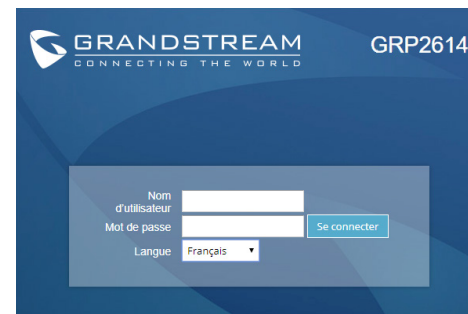 GRANDSTREAM
CONNECTING THE WORLD
GRP2614
Nom
d'utilisateur
Mot de passe
Se connecter
Langue
Français